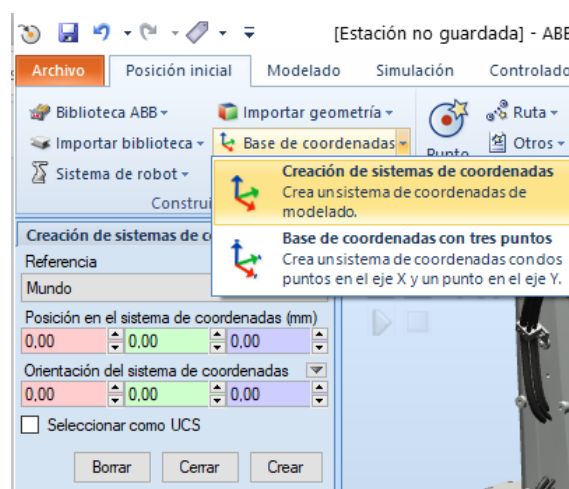 [Estación no guardada] - ABB
Archivo Posición inicial Modelado Simulación Controlado
Biblioteca ABB Importar geometría Ruta
Importar biblioteca Base de coordenadas Punto Otros
Sistema de robot
Construi
Creación de sistemas de coordenadas
Crea un sistema de coordenadas de
modelado.
Base de coordenadas con tres puntos
Crea un sistema de coordenadas con dos
puntos en el eje X y un punto en el eje Y.
Creación de sistemas de c
Referencia
Mundo
Posición en el sistema de coordenadas (mm)
0,00 0,00 0,00
Orientación del sistema de coordenadas
0,00 0,00 0,00
Seleccionar como UCS
Borrar Cerrar Crear